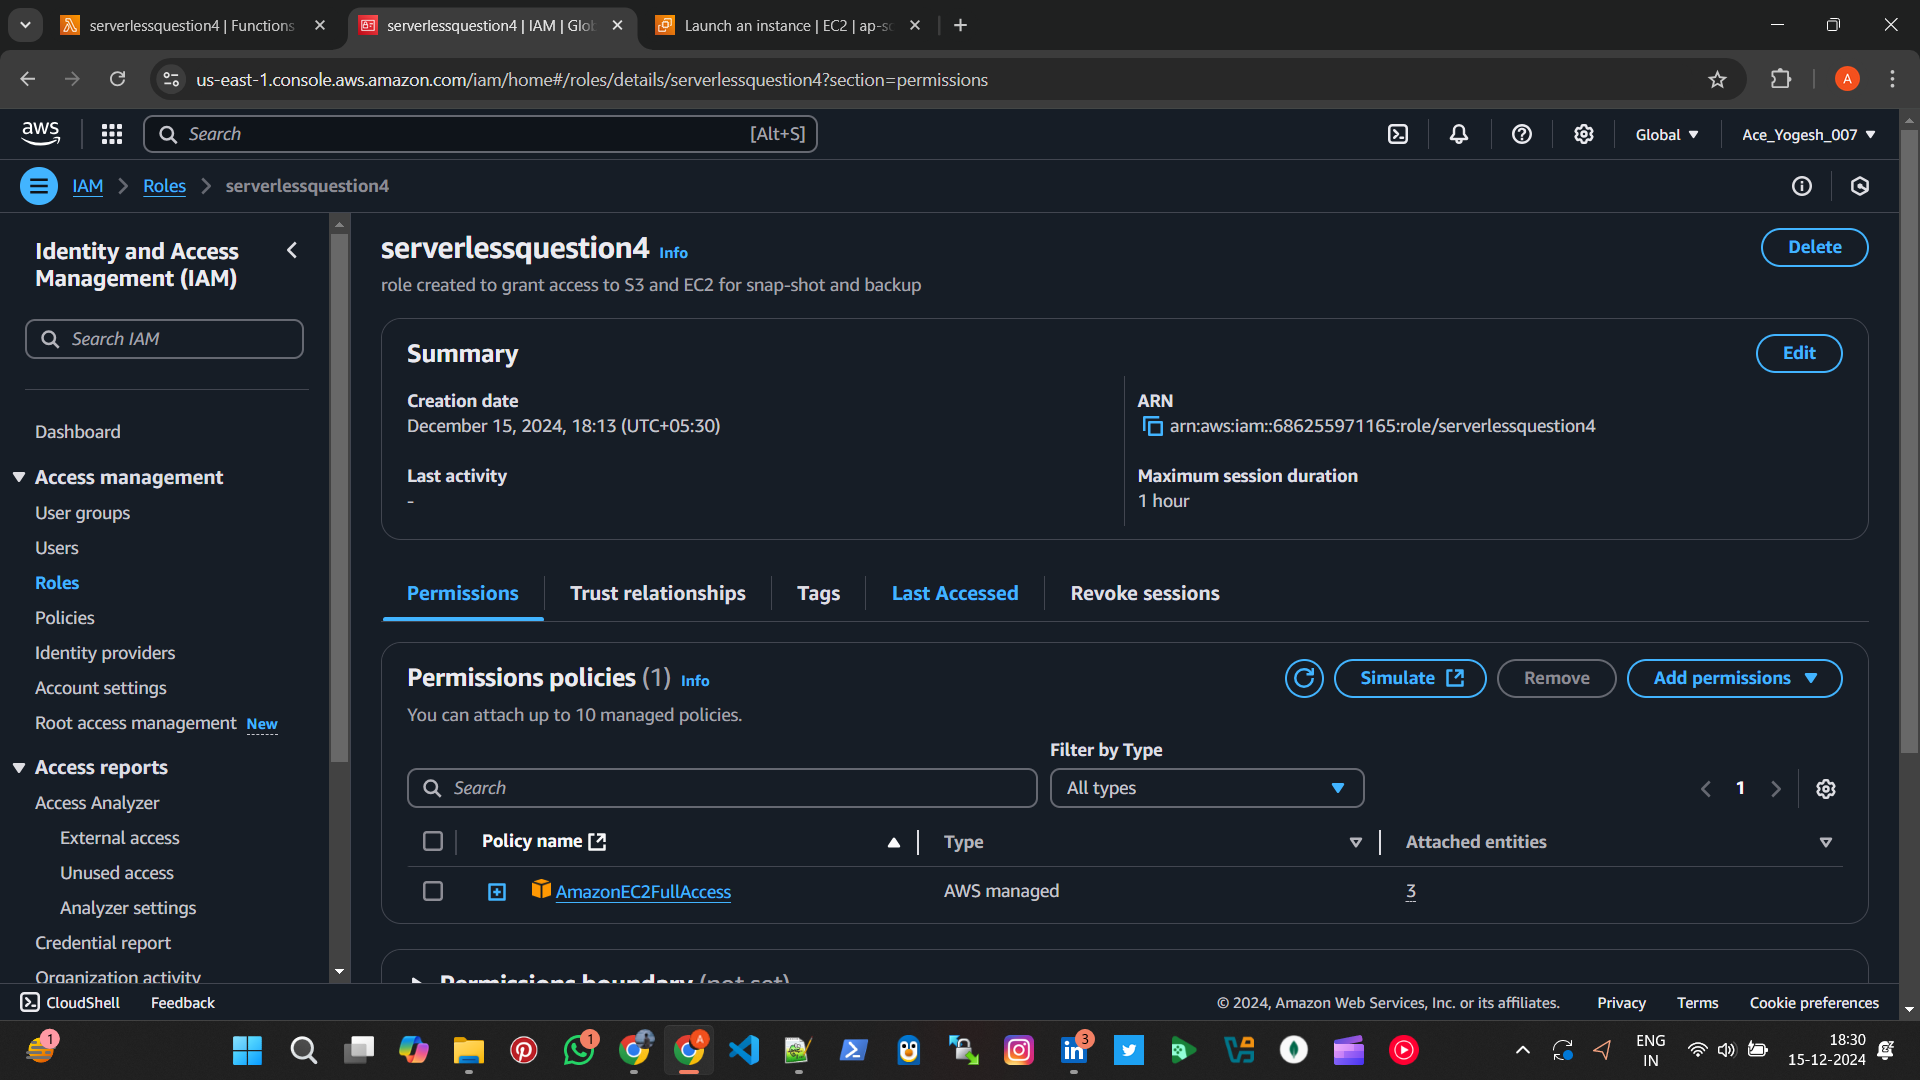 serverlessquestion4 | Functions
serverlessquestion4 | IAM | Glo
Launch an instance | EC2 | ap-s
us-east-1.console.aws.amazon.com/iam/home#/roles/details/serverlessquestion4?section=permissions
A
aws
Search
[Alt+S]
Global
Ace_Yogesh_007
IAM
Roles
serverlessquestion4
Identity and Access
Management (IAM)
Search IAM
Dashboard
Access management
User groups
Users
Roles
Policies
Identity providers
Account settings
Root access management New
Access reports
Access Analyzer
External access
Unused access
Analyzer settings
Credential report
Organization activity
serverlessquestion4 Info
Delete
role created to grant access to S3 and EC2 for snap-shot and backup
Summary
Edit
Creation date
December 15, 2024, 18:13 (UTC+05:30)
ARN
arn:aws:iam::686255971165:role/serverlessquestion4
Last activity
-
Maximum session duration
1 hour
Permissions
Trust relationships
Tags
Last Accessed
Revoke sessions
Permissions policies (1) Info
Simulate
Remove
Add permissions
You can attach up to 10 managed policies.
Filter by Type
Search
All types
1
Policy name
Type
Attached entities
AmazonEC2FullAccess
AWS managed
3
Permissions boundary (not set)
CloudShell
Feedback
© 2024, Amazon Web Services, Inc. or its affiliates.
Privacy
Terms
Cookie preferences
1
1
A
3
ENG
IN
18:30
15-12-2024